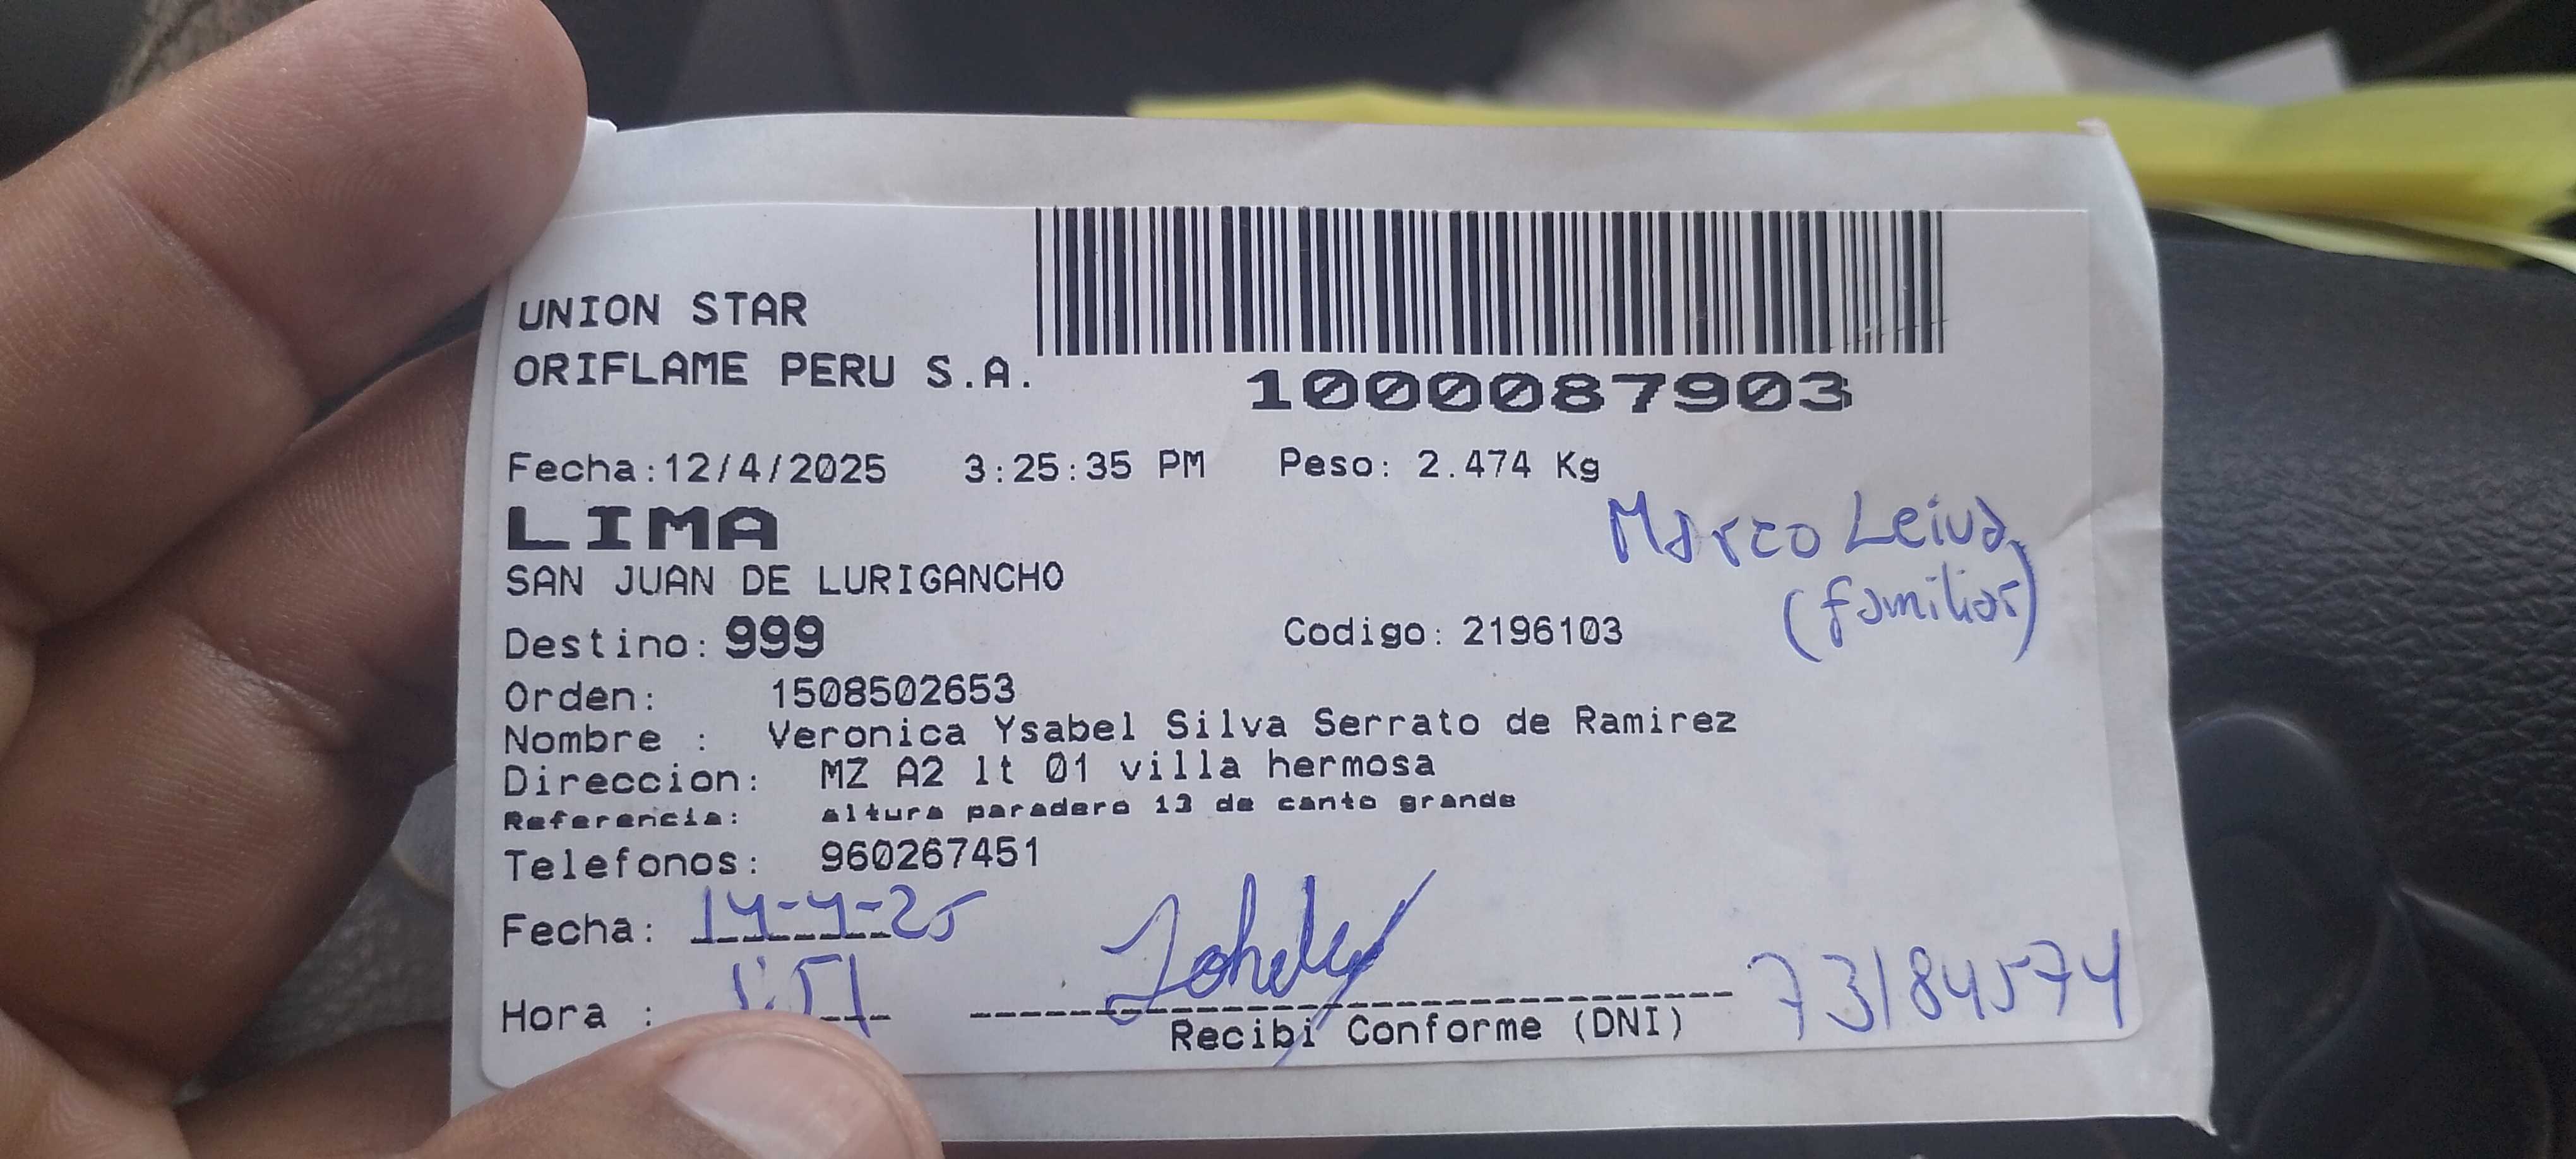 UNION STAR
ORIFLAME PERU S.A.
1000087903
Fecha:12/4/2025 3:25:35 PM Peso: 2.474 Kg
LIMA
Marco Leiva
(familiar)
SAN JUAN DE LURIGANCHO
Destino: 999 Codigo: 2196103
Orden: 1508502653
Nombre : Veronica Ysabel Silva Serrato de Ramirez
Direccion: MZ A2 lt 01 villa hermosa
Referencia: altura paradero 13 de canto grande
Telefonos: 960267451
Fecha: 14-4-25
Hora : 1:51
73184574
Recibi Conforme (DNI)